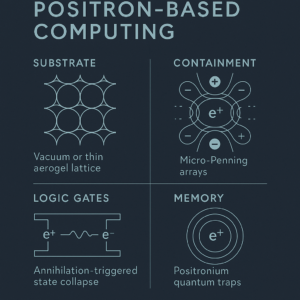 POSITRON-BASED
COMPUTING
SUBSTRATE
Vacuum or thin
aerogel lattice
CONTAINMENT
+
− −
e⁺
− +
−
Micro-Penning
arrays
LOGIC GATES
e⁺ e⁻
Annihilation-triggered
state collapse
MEMORY
e⁺
Positronium
quantum traps